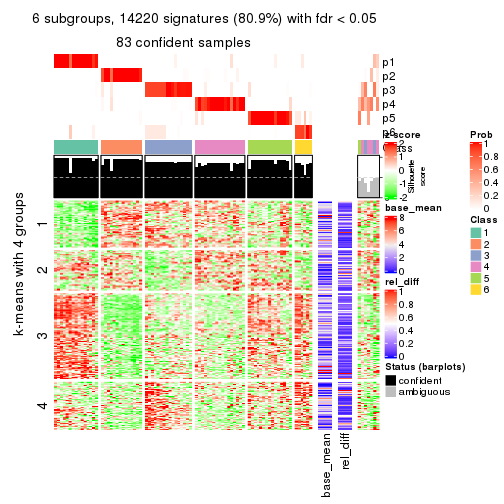 6 subgroups, 14220 signatures (80.9%) with fdr < 0.05
83 confident samples
p1
p2
p3
p4
p5
p6
Class
Silhouette
score
k-means with 4 groups
1
2
3
4
base_mean
rel_diff
z_score
2
1
0
-1
-2
base_mean
8
6
4
2
0
rel_diff
1
0.8
0.6
0.4
0.2
0
Status (barplots)
confident
ambiguous
Prob
1
0.8
0.6
0.4
0.2
0
Class
1
2
3
4
5
6